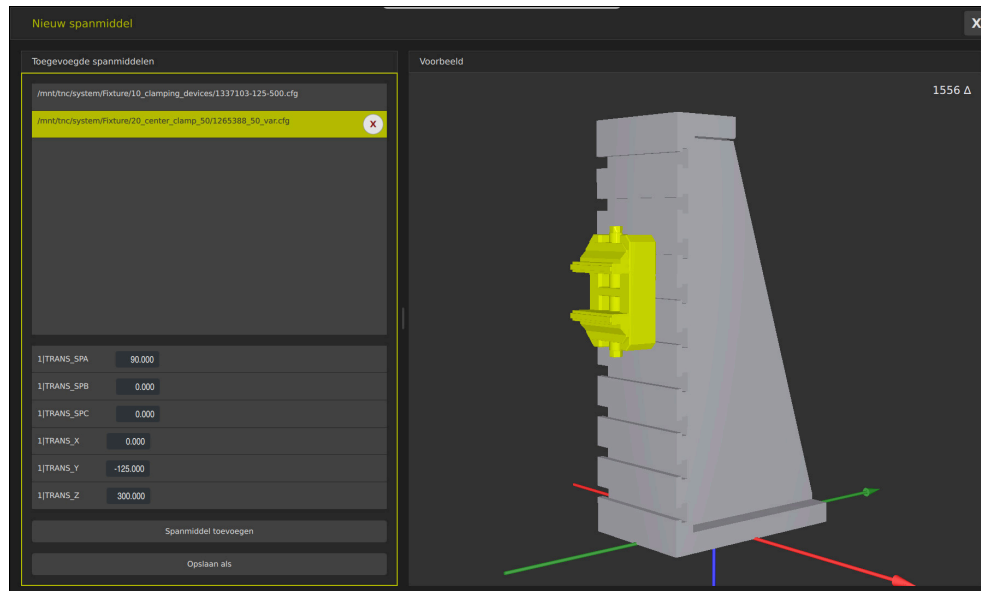 Nieuw spanmiddel
X
Toegevoegde spanmiddelen
Voorbeeld
/mnt/tnc/system/Fixture/10_clamping_devices/1337103-125-500.cfg
1556 Δ
/mnt/tnc/system/Fixture/20_center_clamp_50/1265388_50_var.cfg
x
1|TRANS_SPA 90.000
1|TRANS_SPB 0.000
1|TRANS_SPC 0.000
1|TRANS_X 0.000
1|TRANS_Y -125.000
1|TRANS_Z 300.000
Spanmiddel toevoegen
Opslaan als